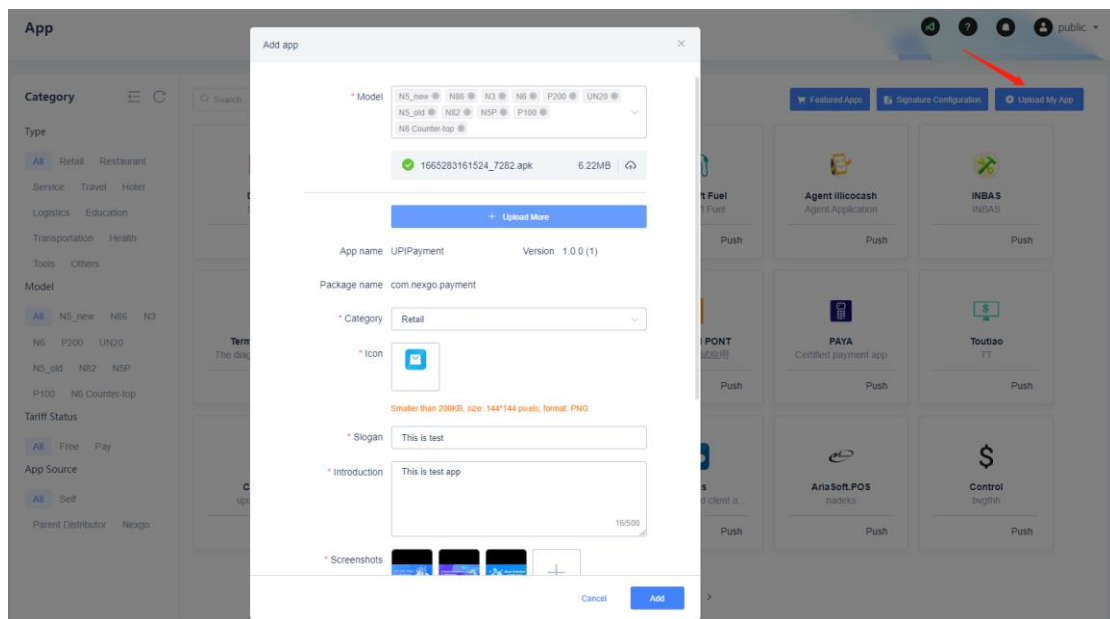 App
public
Add app
Category
Search
Featured Apps
Signature Configuration
Upload My App
Type
All Retail Restaurant
Service Travel Hotel
Logistics Education
Transportation Health
Tools Others
Model
All N5_new N86 N3
N6 P200 UN20
N5_old N82 N5P
P100 N6 Counter-top
Tariff Status
All Free Pay
App Source
All Self
Parent Distributor Nexgo
* Model
N5_new N86 N3 N6 P200 UN20
N5_old N82 N5P P100
N6 Counter-top
1665283161524_7282.apk 6.22MB
+ Upload More
App name UPIPayment Version 1.0.0 (1)
Package name com.nexgo.payment
* Category Retail
* Icon
Smaller than 200KB, size: 144*144 pixels, format: PNG
* Slogan This is test
* Introduction This is test app
16/500
* Screenshots
Cancel Add
Fuel
Fuel
Push
Agent illicocash
Agent Application
Push
INBAS
INBAS
Push
Term
The diag
PONT
Push
PAYA
Certified payment app
Push
Toutiao
TT
Push
d client a...
Push
AriaSoft.POS
nadeks
Push
Control
bvgfhh
Push